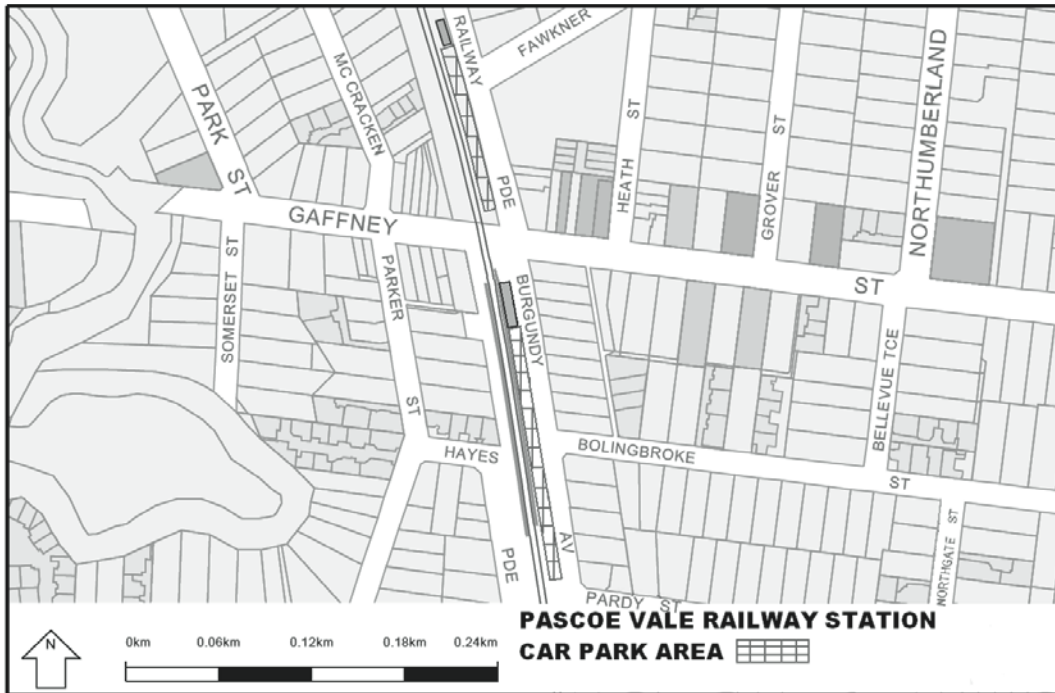 RAILWAY
FAWKNER
MC CRACKEN
PARK ST
NORTHUMBERLAND
HEATH ST
GROVER ST
PDE
GAFFNEY
SOMERSET ST
PARKER
BURGUNDY
ST
BELLEVUE TCE
ST
HAYES
BOLINGBROKE
ST
AV
PDE
NORTHGATE ST
PARDY ST
N
0km 0.06km 0.12km 0.18km 0.24km
PASCOE VALE RAILWAY STATION
CAR PARK AREA